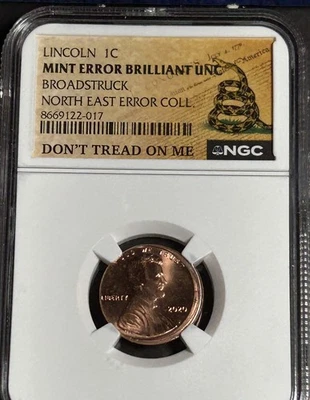 LINCOLN 1C
MINT ERROR BRILLIANT UNC
BROADSTRUCK
NORTH EAST ERROR COLL.
8669122-017
DON'T TREAD ON ME
NGC
LIBERTY
2020